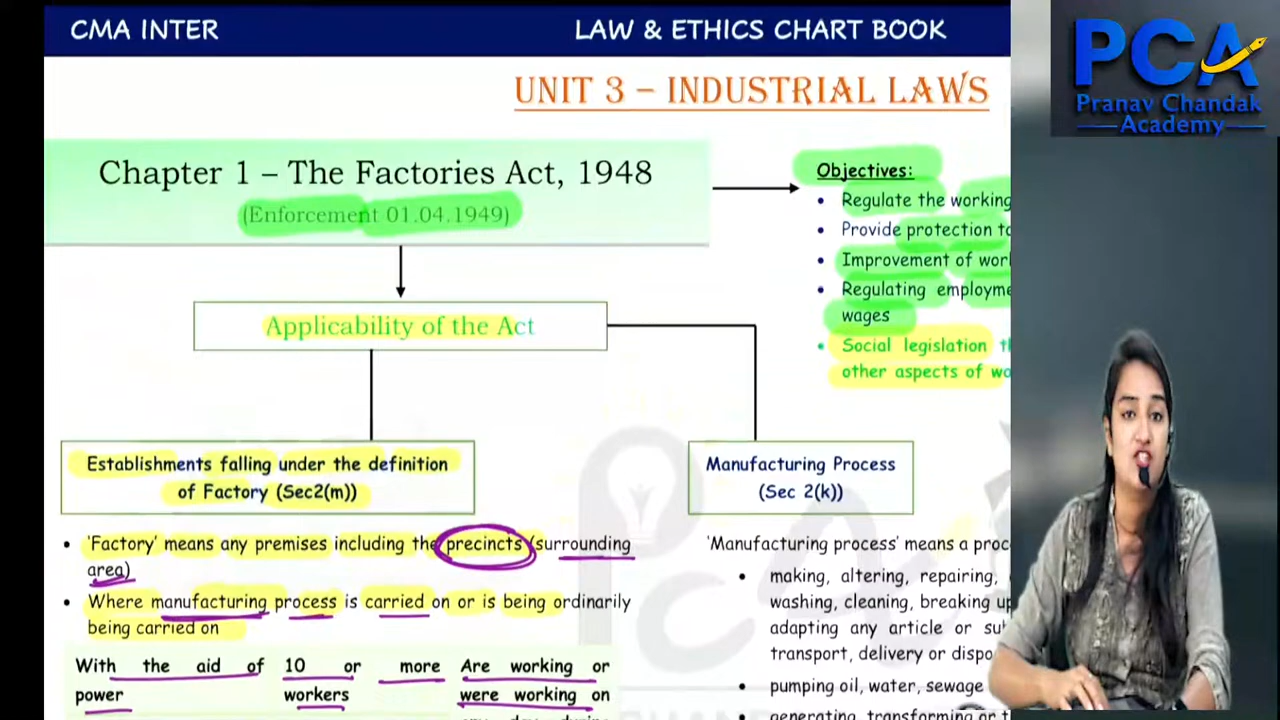 CMA INTER
LAW & ETHICS CHART BOOK
PCA
Pranav Chandak
Academy
UNIT 3 – INDUSTRIAL LAWS
Chapter 1 – The Factories Act, 1948
(Enforcement 01.04.1949)
Objectives:
• Regulate the working
• Provide protection to
• Improvement of
• Regulating
wages
• Social legislation
other aspects of
Applicability of the Act
Establishments falling under the definition
of Factory (Sec2(m))
Manufacturing Process
(Sec 2(k))
• 'Factory' means any premises including the precincts (surrounding
area)
• Where manufacturing process is carried on or is being ordinarily
being carried on
With the aid of
power
10 or more
workers
Are working or
were working on
'Manufacturing process' means a
• making, altering, repairing,
washing, cleaning, breaking up
adapting any article or
transport, delivery or
• pumping oil, water, sewage
• generating, transforming or